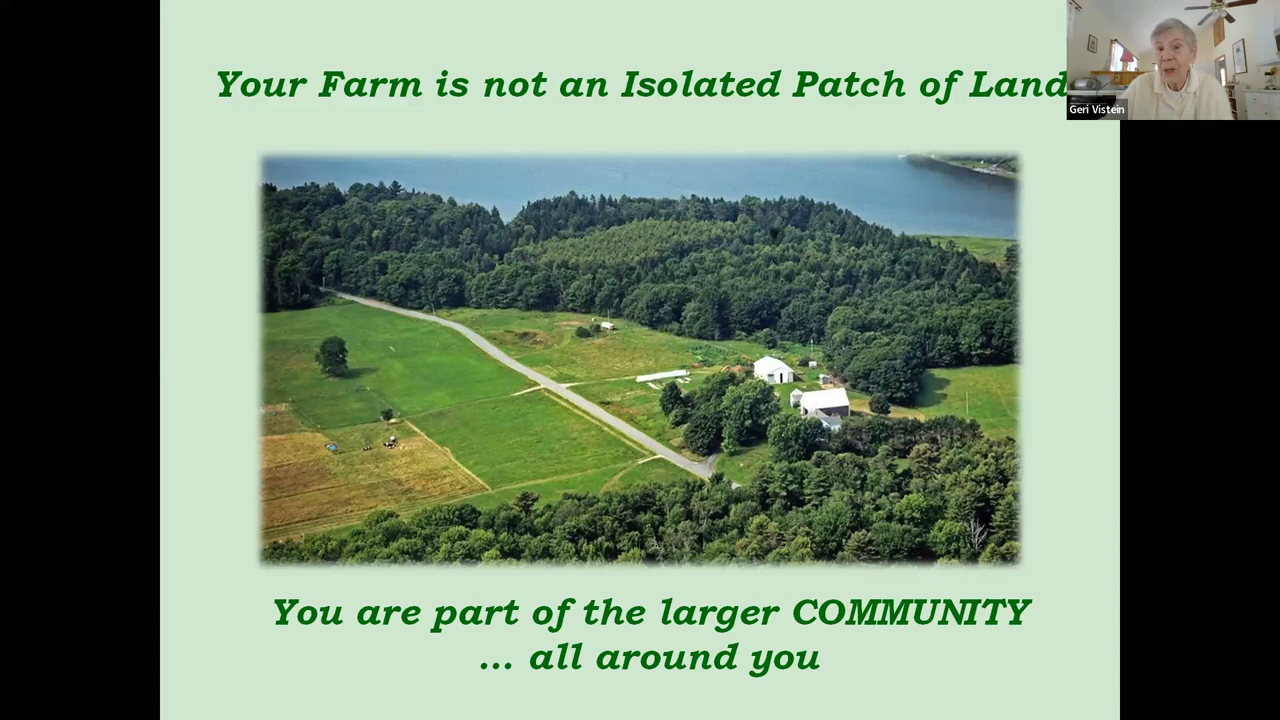 Your Farm is not an Isolated Patch of Land
Geri Vistein
You are part of the larger COMMUNITY
... all around you